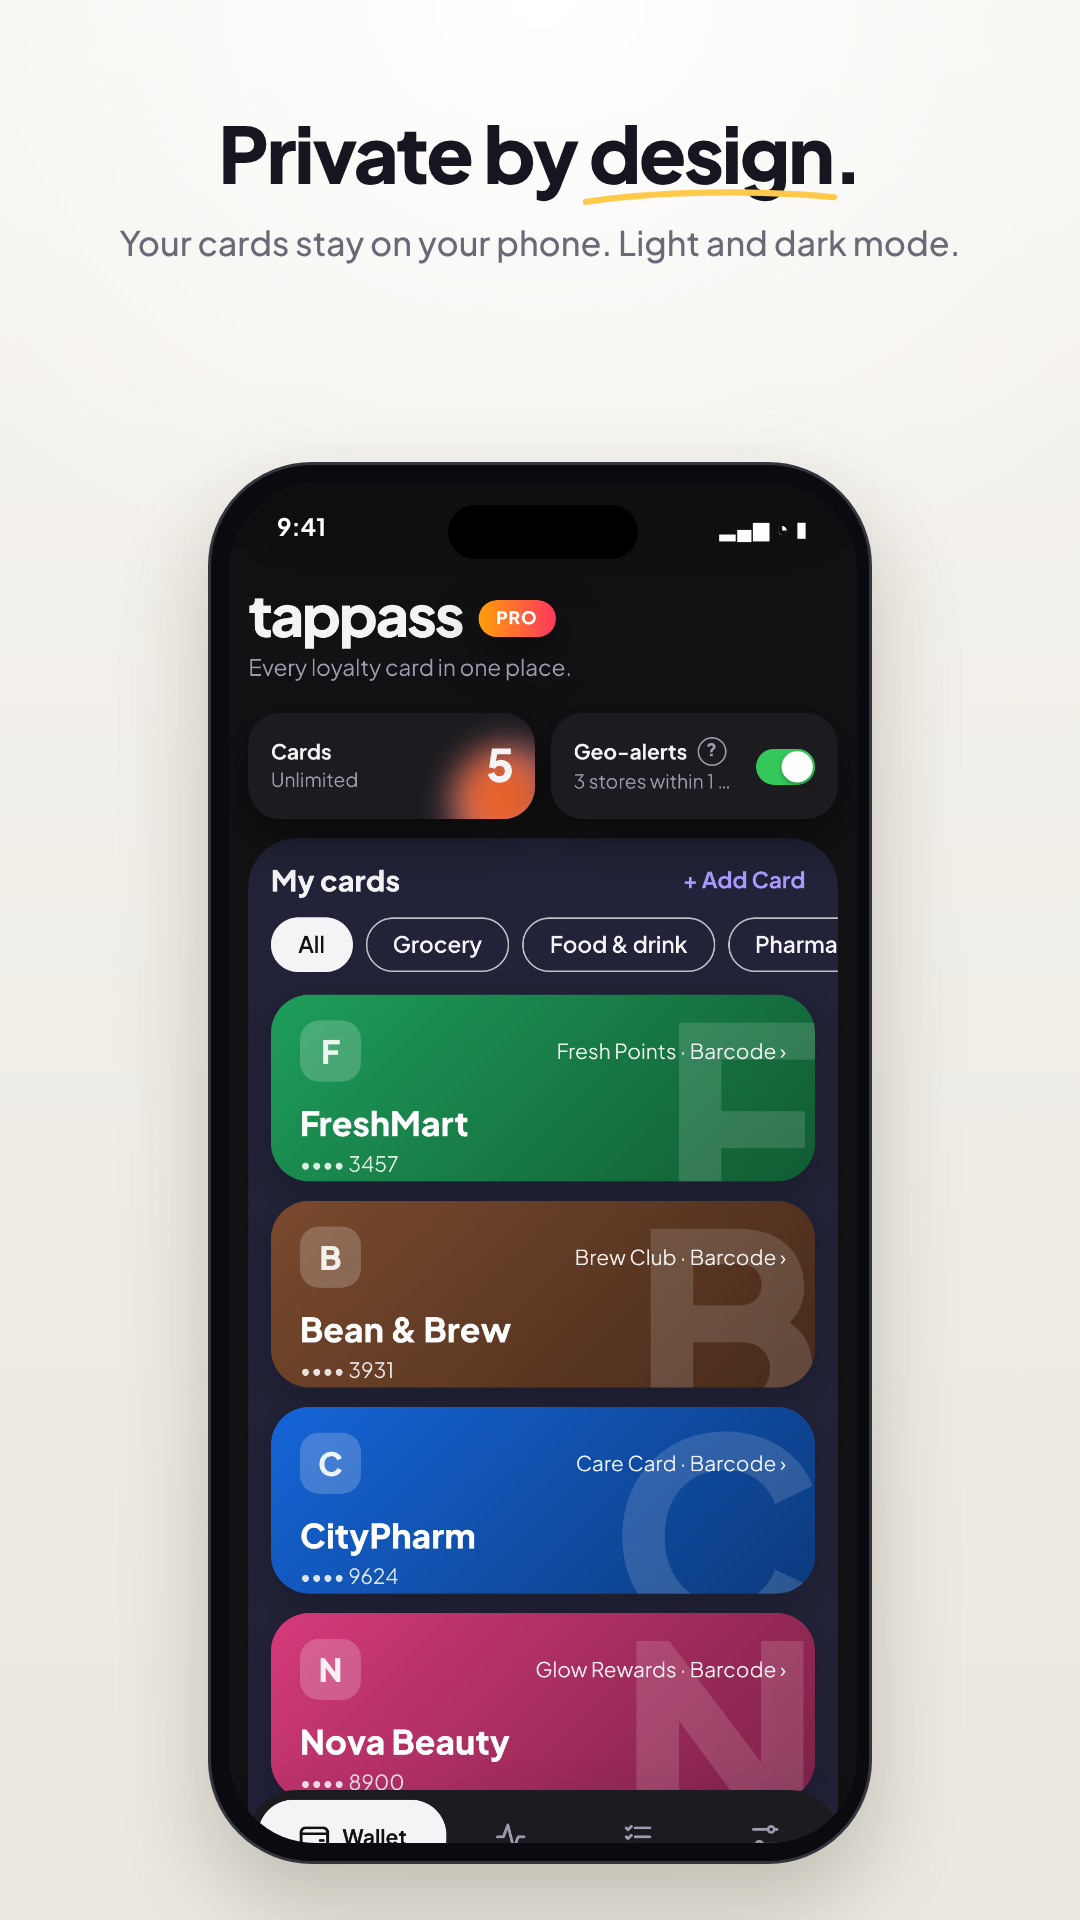 Private by design.
Your cards stay on your phone. Light and dark mode.
9:41
tappass PRO
Every loyalty card in one place.
Cards
Unlimited
5
Geo-alerts ?
3 stores within 1 ...
My cards
+ Add Card
All
Grocery
Food & drink
Pharma
F
Fresh Points · Barcode ›
FreshMart
•••• 3457
F
B
Brew Club · Barcode ›
Bean & Brew
•••• 3931
B
C
Care Card · Barcode ›
CityPharm
•••• 9624
C
N
Glow Rewards · Barcode ›
Nova Beauty
•••• 8900
N
Wallet